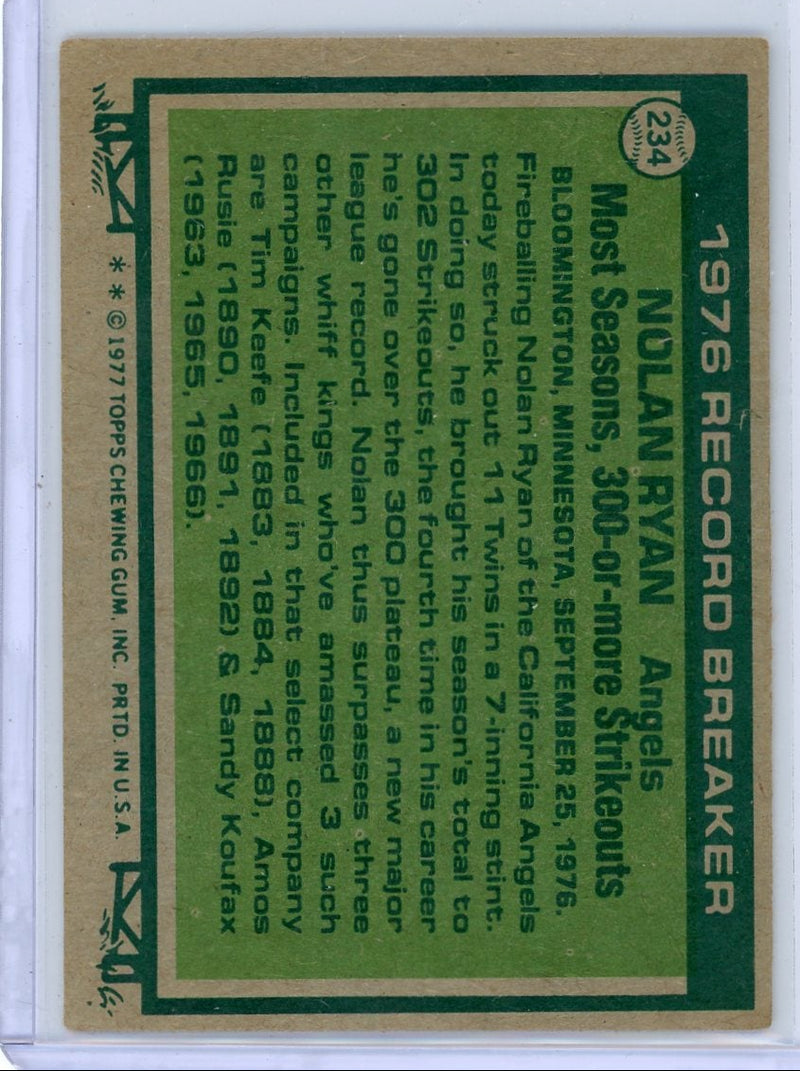 234
1976 RECORD BREAKER
NOLAN RYAN Angels
Most Seasons, 300-or-more Strikeouts
BLOOMINGTON, MINNESOTA, SEPTEMBER 25, 1976.
Fireballing Nolan Ryan of the California Angels
today struck out 11 Twins in a 7-inning stint.
In doing so, he brought his season's total to
302 Strikeouts, the fourth time in his career
he's gone over the 300 plateau, a new major
league record. Nolan thus surpasses three
other whiff kings who've amassed 3 such
campaigns. Included in that select company
are Tim Keefe (1883, 1884, 1888), Amos
Rusie (1890, 1891, 1892) & Sandy Koufax
(1963, 1965, 1966).
* * © 1977 TOPPS CHEWING GUM, INC. PRTD. IN U.S.A.